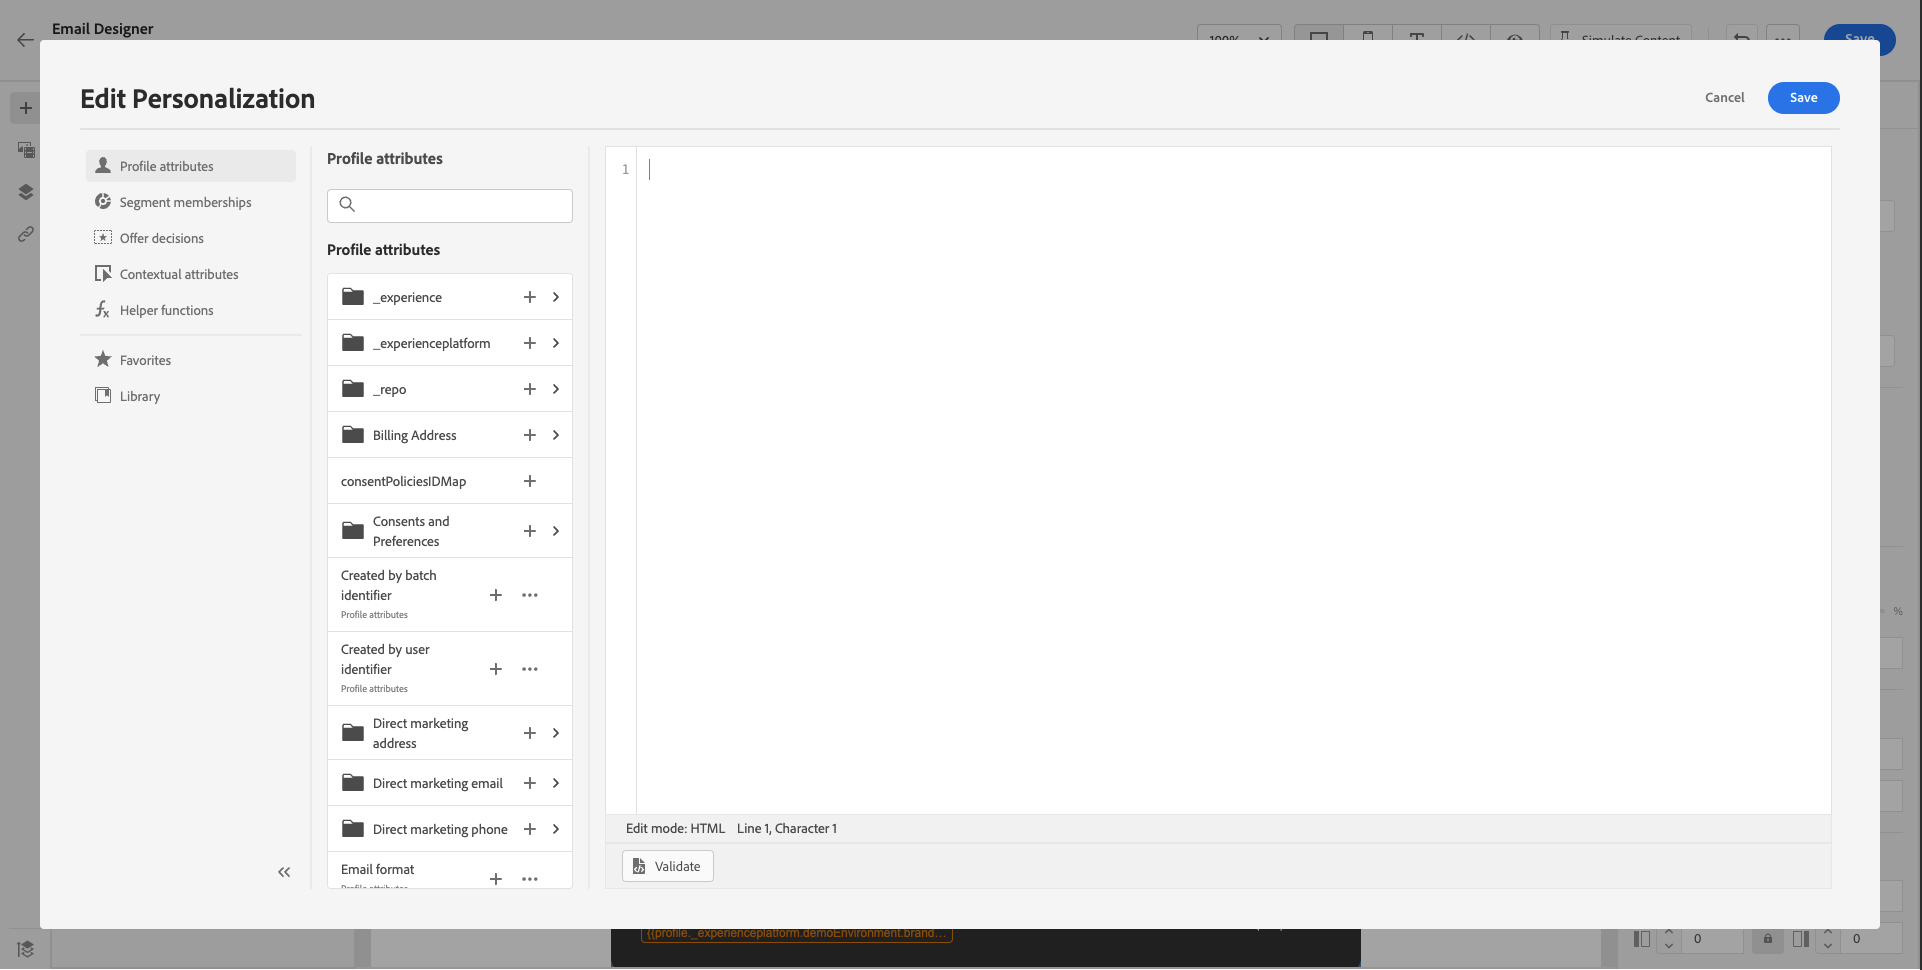 Email Designer
100%
Simulate Content
Save
Edit Personalization
Cancel
Save
Profile attributes
Segment memberships
Offer decisions
Contextual attributes
Helper functions
Favorites
Library
Profile attributes
Profile attributes
_experience
_experienceplatform
_repo
Billing Address
consentPoliciesIDMap
Consents and
Preferences
Created by batch
identifier
Profile attributes
Created by user
identifier
Profile attributes
Direct marketing
address
Direct marketing email
Direct marketing phone
Email format
Profile attributes
1
Edit mode: HTML Line 1, Character 1
Validate
%
{{profile._experienceplatform.demoEnvironment.brand...
0
0